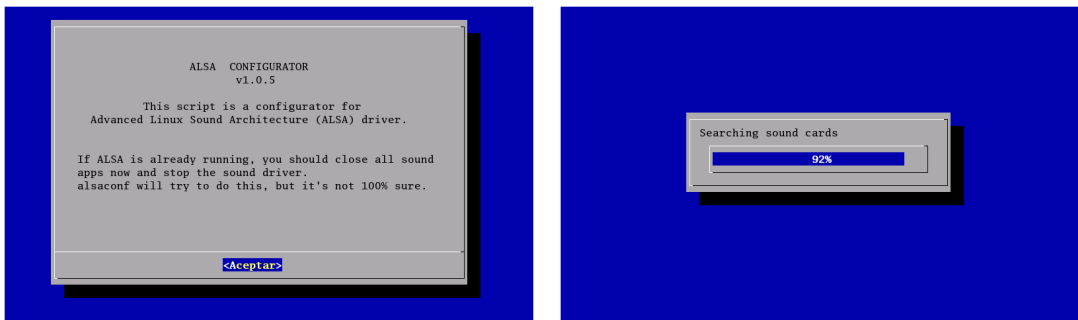 ALSA  CONFIGURATOR
v1.0.5
This script is a configurator for
Advanced Linux Sound Architecture (ALSA) driver.
If ALSA is already running, you should close all sound
apps now and stop the sound driver.
alsaconf will try to do this, but it's not 100% sure.
<Aceptar>
Searching sound cards
92%